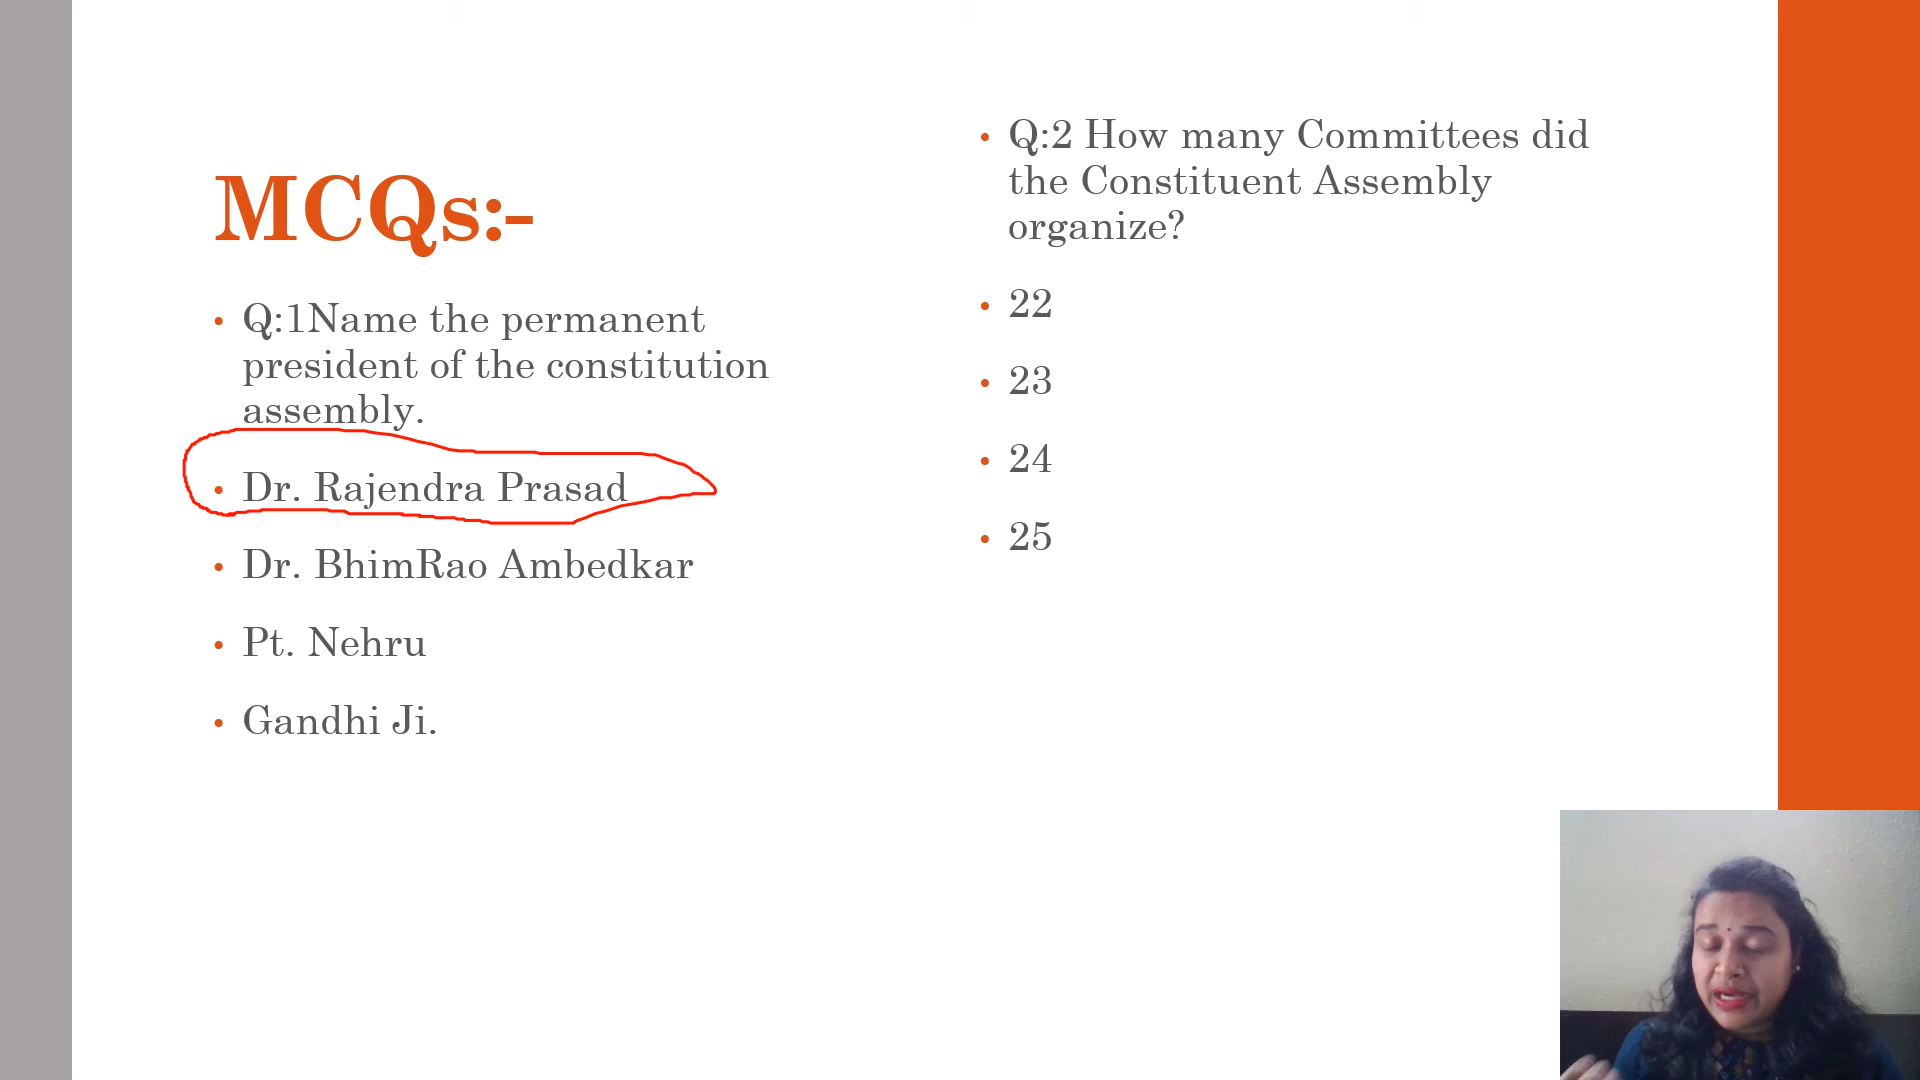 MCQs:-
• Q:1Name the permanent
president of the constitution
assembly.
• Dr. Rajendra Prasad
• Dr. BhimRao Ambedkar
• Pt. Nehru
• Gandhi Ji.
• Q:2 How many Committees did
the Constituent Assembly
organize?
• 22
• 23
• 24
• 25